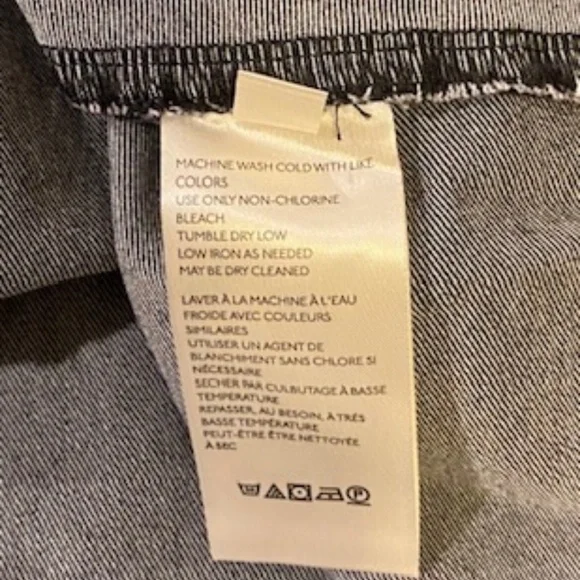 MACHINE WASH COLD WITH LIKE
COLORS
USE ONLY NON-CHLORINE
BLEACH
TUMBLE DRY LOW
LOW IRON AS NEEDED
MAY BE DRY CLEANED
LAVER À LA MACHINE À L'EAU
FROIDE AVEC COULEURS
SIMILAIRES
UTILISER UN AGENT DE
BLANCHIMENT SANS CHLORE SI
NÉCESSAIRE
SECHER PAR CULBUTAGE À BASSE
TEMPERATURE
REPASSER, AU BESOIN, À TRÈS
BASSE TEMPÉRATURE
PEUT-ÊTRE ÊTRE NETTOYÉE
À SEC
P